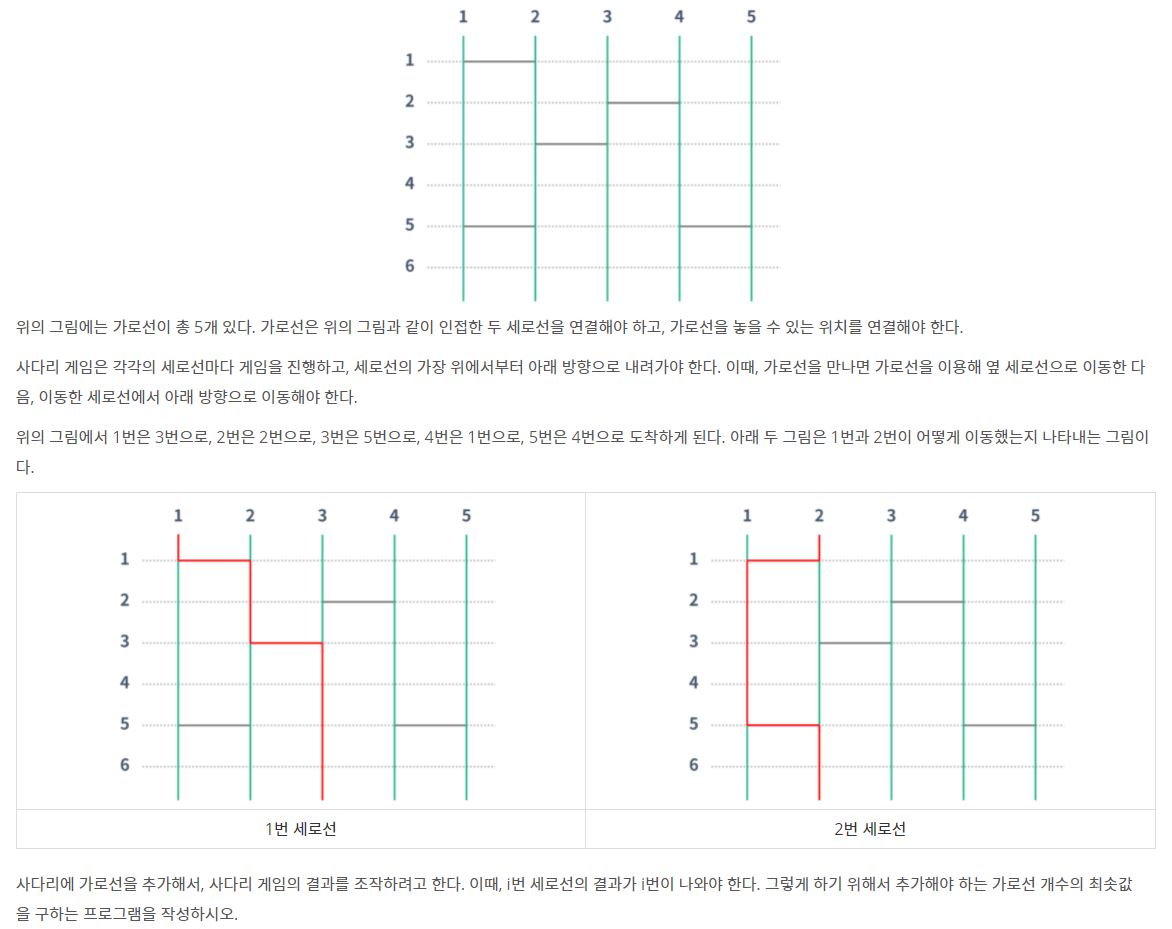 1 2 3 4 5
1
2
3
4
5
6
위의 그림에는 가로선이 총 5개 있다. 가로선은 위의 그림과 같이 인접한 두 세로선을 연결해야 하고, 가로선을 놓을 수 있는 위치를 연결해야 한다.
사다리 게임은 각각의 세로선마다 게임을 진행하고, 세로선의 가장 위에서부터 아래 방향으로 내려가야 한다. 이때, 가로선을 만나면 가로선을 이용해 옆 세로선으로 이동한 다
음, 이동한 세로선에서 아래 방향으로 이동해야 한다.
위의 그림에서 1번은 3번으로, 2번은 2번으로, 3번은 5번으로, 4번은 1번으로, 5번은 4번으로 도착하게 된다. 아래 두 그림은 1번과 2번이 어떻게 이동했는지 나타내는 그림이
다.
1 2 3 4 5
1
2
3
4
5
6
1번 세로선
1 2 3 4 5
1
2
3
4
5
6
2번 세로선
사다리에 가로선을 추가해서, 사다리 게임의 결과를 조작하려고 한다. 이때, i번 세로선의 결과가 i번이 나와야 한다. 그렇게 하기 위해서 추가해야 하는 가로선 개수의 최솟값
을 구하는 프로그램을 작성하시오.